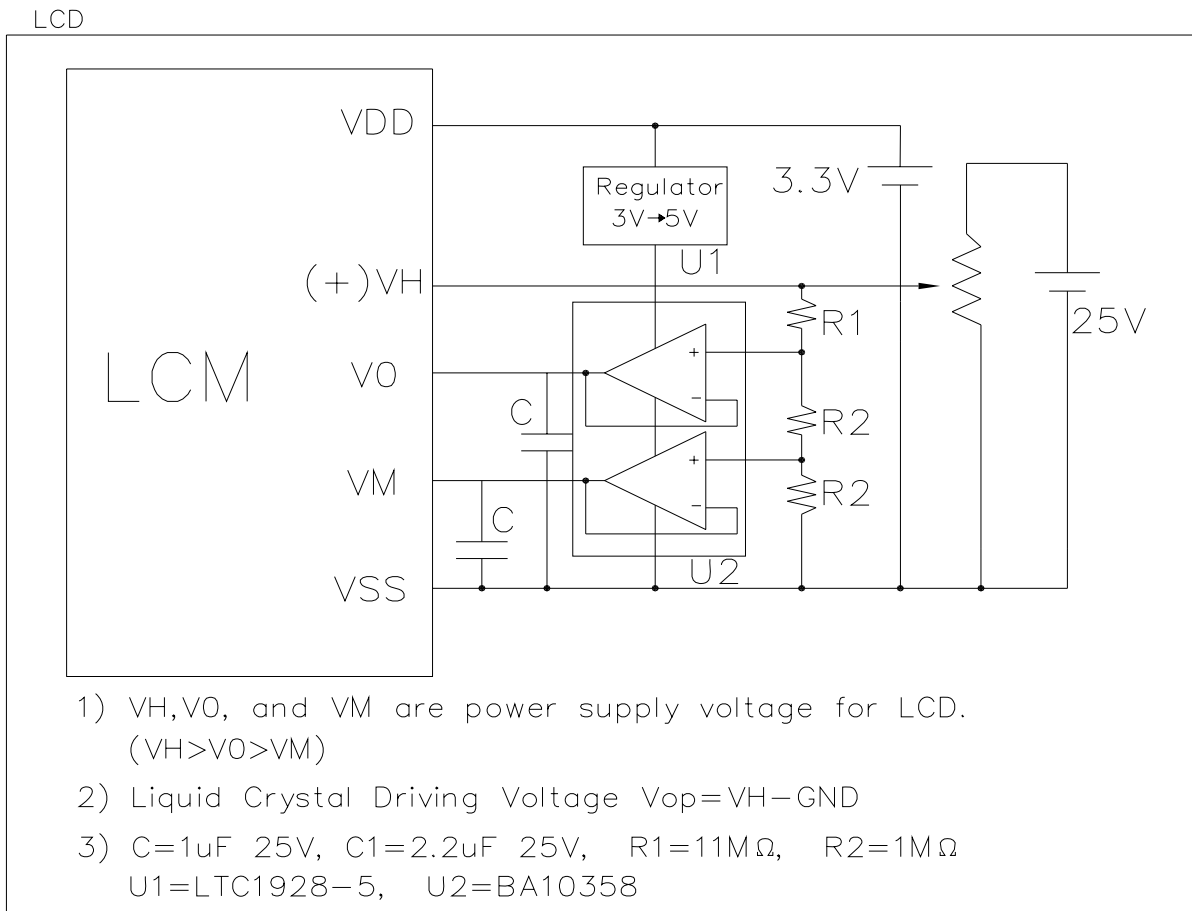 LCD
VDD
Regulator
3V→5V
U1
3.3V
(+)VH
R1
25V
LCM
V0
+
−
C
R2
VM
+
−
C
R2
U2
VSS
1) VH,V0, and VM are power supply voltage for LCD.
(VH>V0>VM)
2) Liquid Crystal Driving Voltage Vop=VH−GND
3) C=1uF 25V, C1=2.2uF 25V, R1=11MΩ, R2=1MΩ
U1=LTC1928−5, U2=BA10358